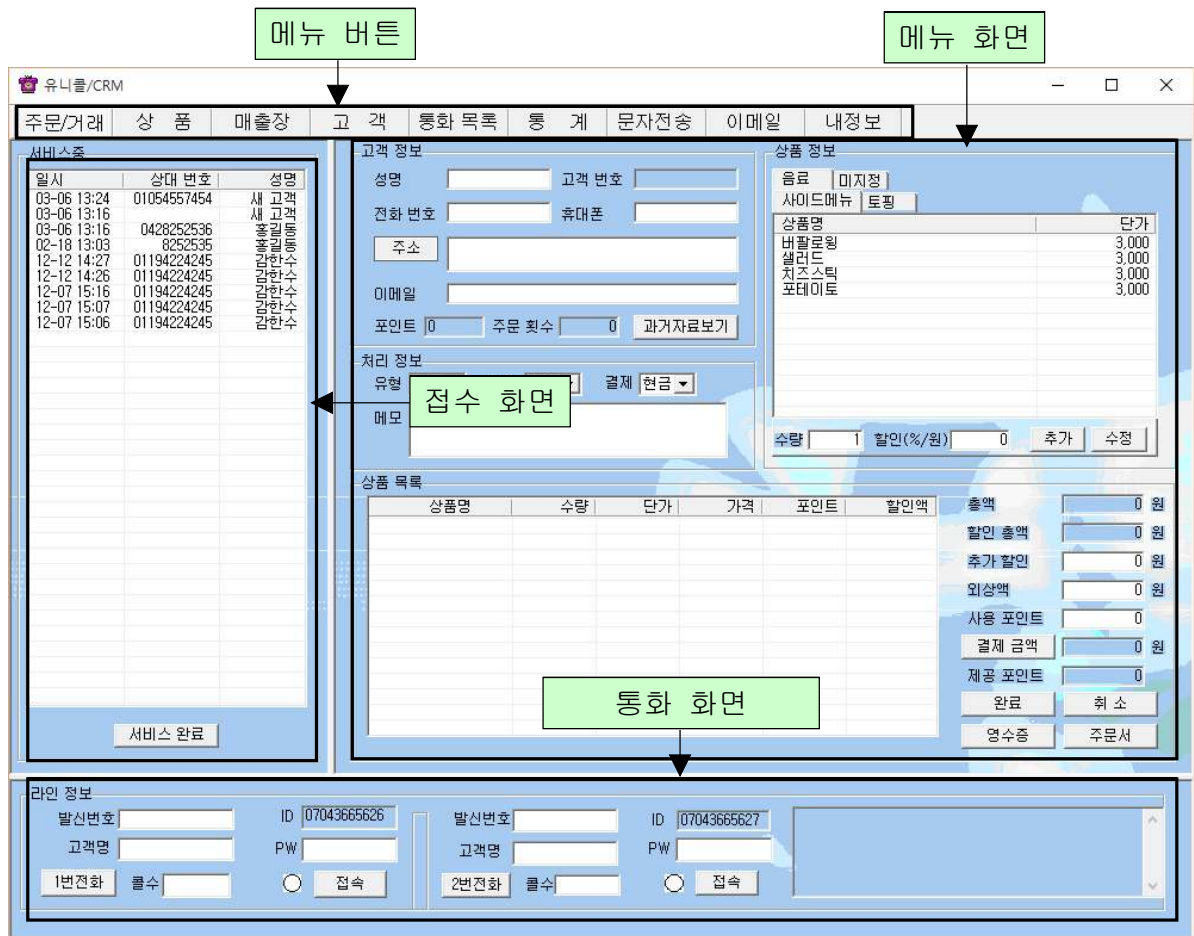 메뉴 버튼
메뉴 화면
유니콜/CRM
주문/거래 상 품 매출장 고 객 통화 목록 통 계 문자전송 이메일 내정보
서비스중
일시 상대 번호 성명
03-06 13:24 01054557454 새 고객
03-06 13:16 새 고객
03-06 13:16 0428252536 홍길동
02-18 13:03 8252535 홍길동
12-12 14:27 01194224245 감한수
12-12 14:26 01194224245 감한수
12-07 15:16 01194224245 감한수
12-07 15:07 01194224245 감한수
12-07 15:06 01194224245 감한수
서비스 완료
접수 화면
고객 정보
성명 고객 번호
전화 번호 휴대폰
주소
이메일
포인트 0 주문 횟수 0 과거자료보기
처리 정보
유형 결제 현금
메모
상품 정보
음료 미지정
사이드메뉴 토핑
상품명 단가
버팔로윙 3,000
샐러드 3,000
치즈스틱 3,000
포테이토 3,000
수량 1 할인(%/원) 0 추가 수정
상품 목록
상품명 수량 단가 가격 포인트 할인액
총액 0 원
할인 총액 0 원
추가 할인 0 원
외상액 0 원
사용 포인트 0
결제 금액 0 원
제공 포인트 0
완료 취 소
영수증 주문서
통화 화면
라인 정보
발신번호 ID 07043665626
고객명 PW
1번전화 콜수 접속
발신번호 ID 07043665627
고객명 PW
2번전화 콜수 접속